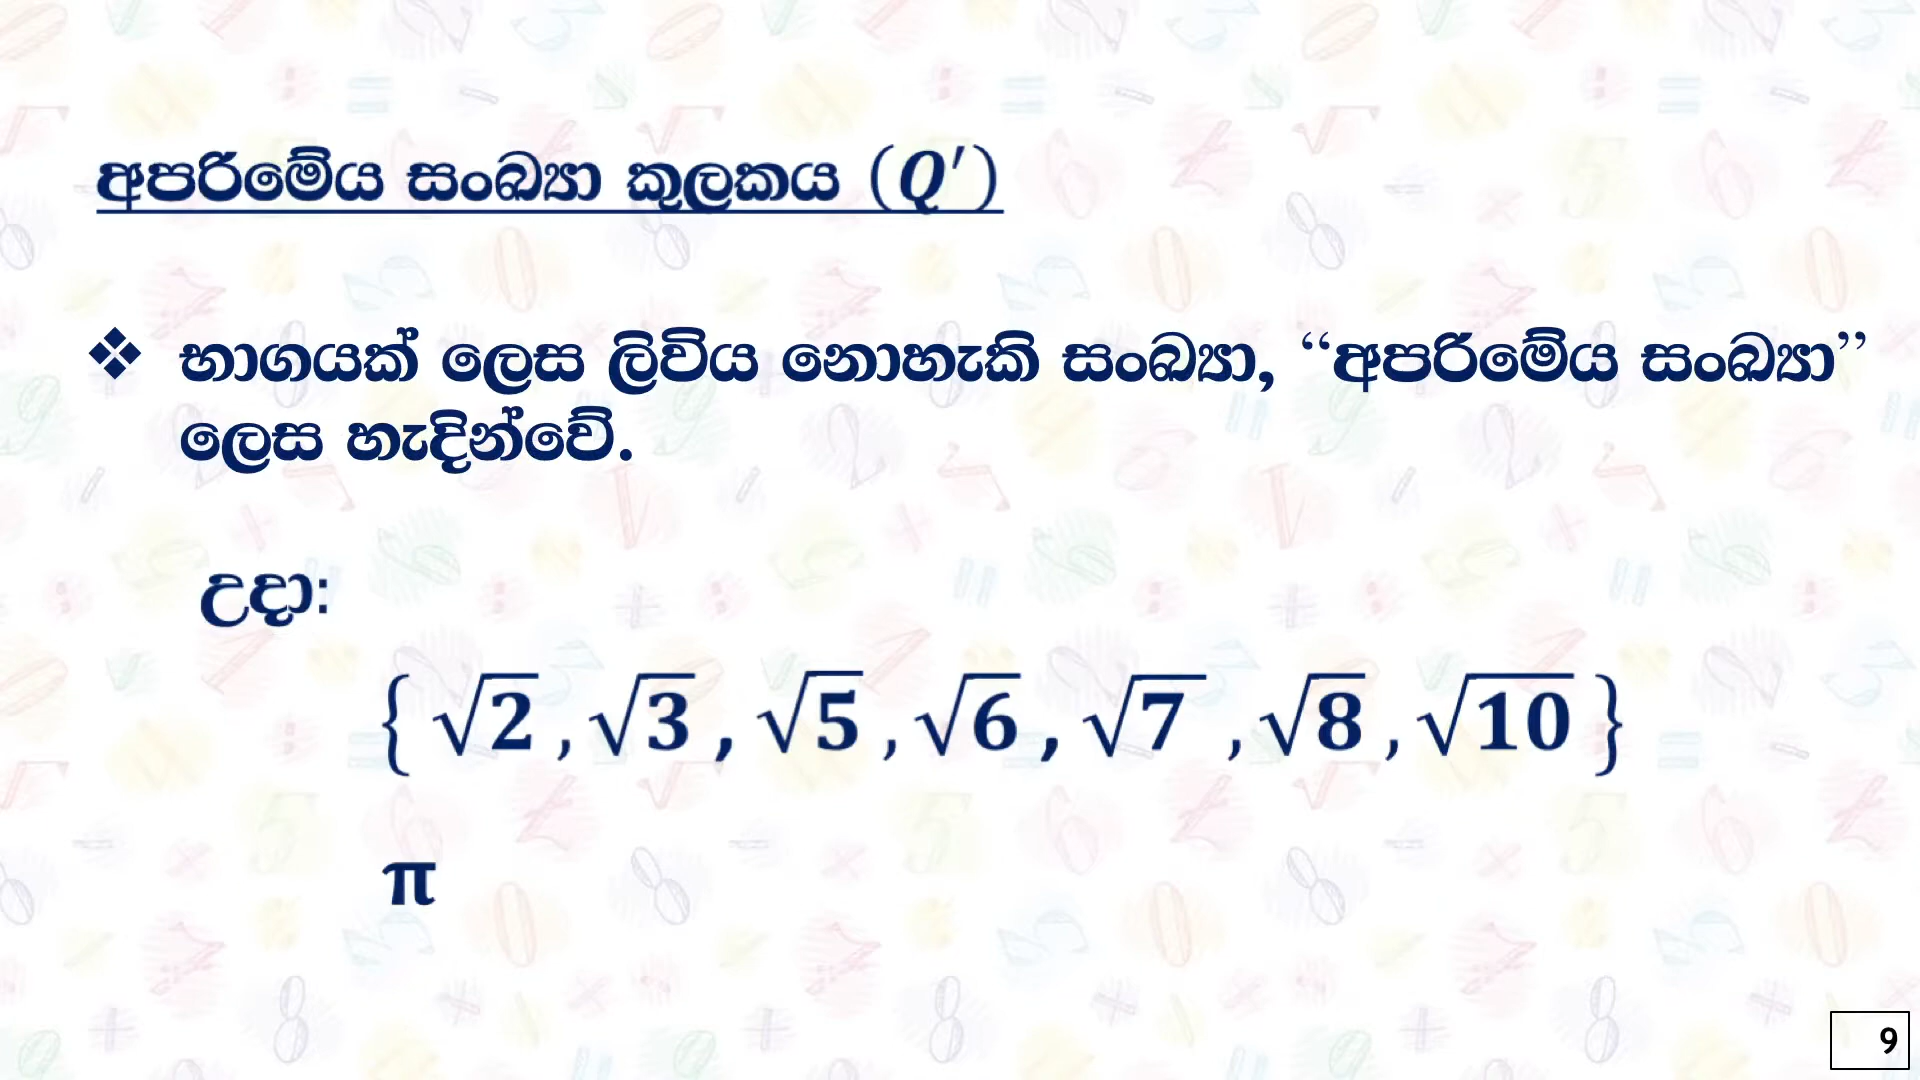 අපරිමේය සංඛ්‍යා කුලකය (Q′)
❖ භාගයක් ලෙස ලිවිය නොහැකි සංඛ්‍යා, “අපරිමේය සංඛ්‍යා”
ලෙස හැඳින්වේ.
උදා:
{ √2 , √3 , √5 , √6 , √7 , √8 , √10 }
π
9